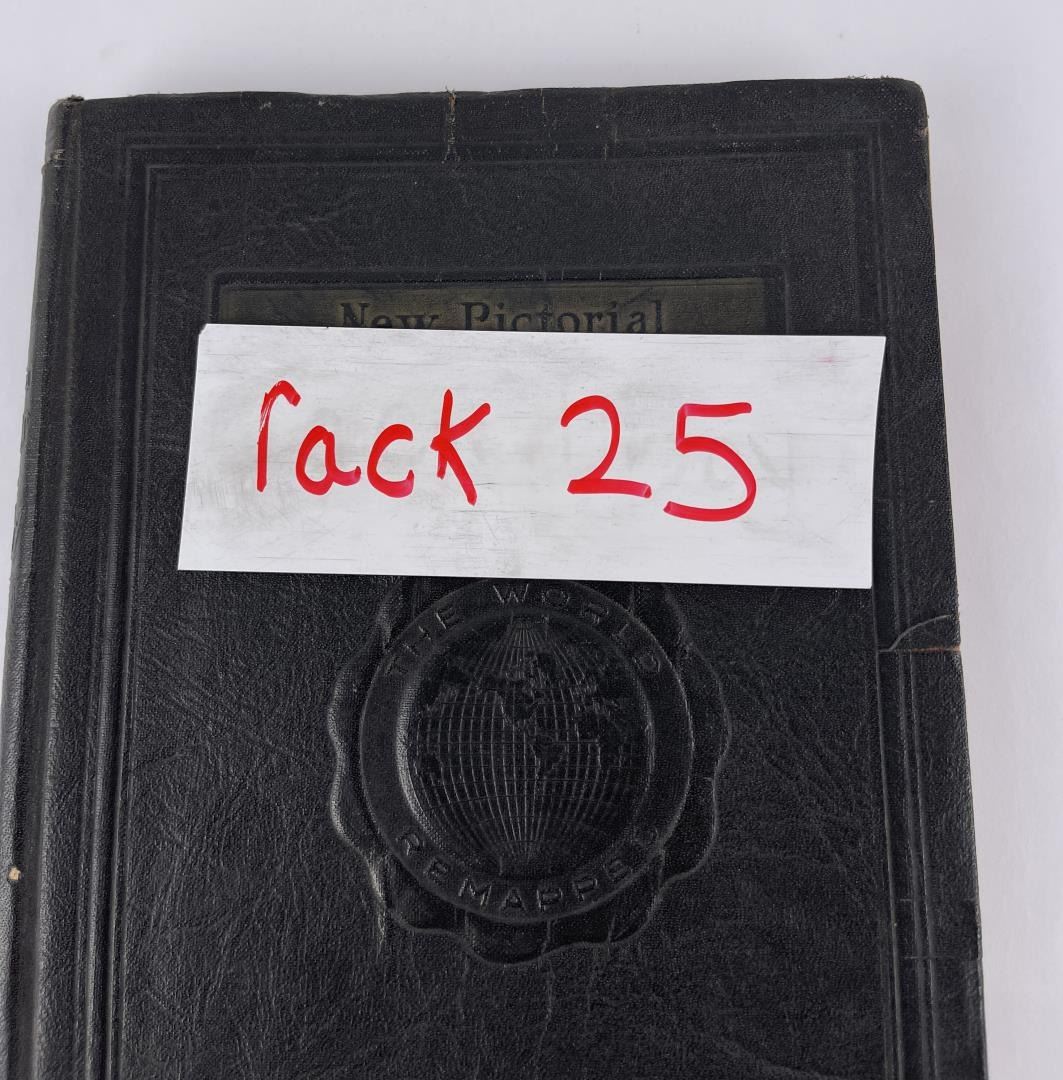 New Pictorial
rack 25
THE WORLD
REMAPPED